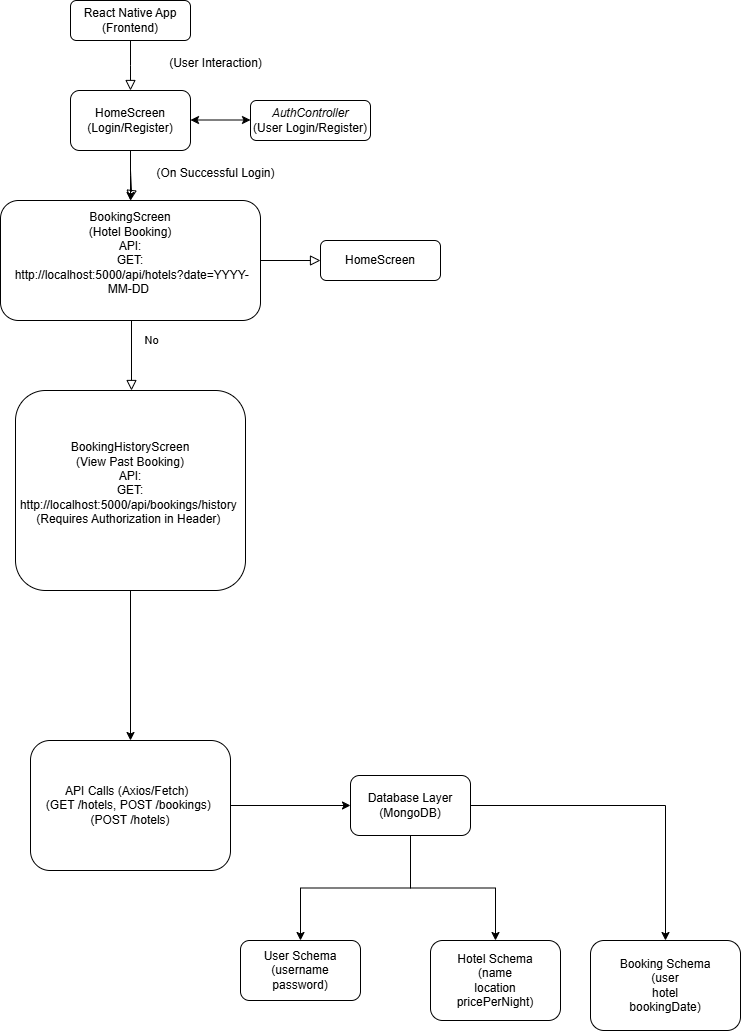 React Native App
(Frontend)
(User Interaction)
HomeScreen
(Login/Register)
AuthController
(User Login/Register)
(On Successful Login)
BookingScreen
(Hotel Booking)
API:
GET:
http://localhost:5000/api/hotels?date=YYYY-
MM-DD
HomeScreen
No
BookingHistoryScreen
(View Past Booking)
API:
GET:
http://localhost:5000/api/bookings/history
(Requires Authorization in Header)
API Calls (Axios/Fetch)
(GET /hotels, POST /bookings)
(POST /hotels)
Database Layer
(MongoDB)
User Schema
(username
password)
Hotel Schema
(name
location
pricePerNight)
Booking Schema
(user
hotel
bookingDate)